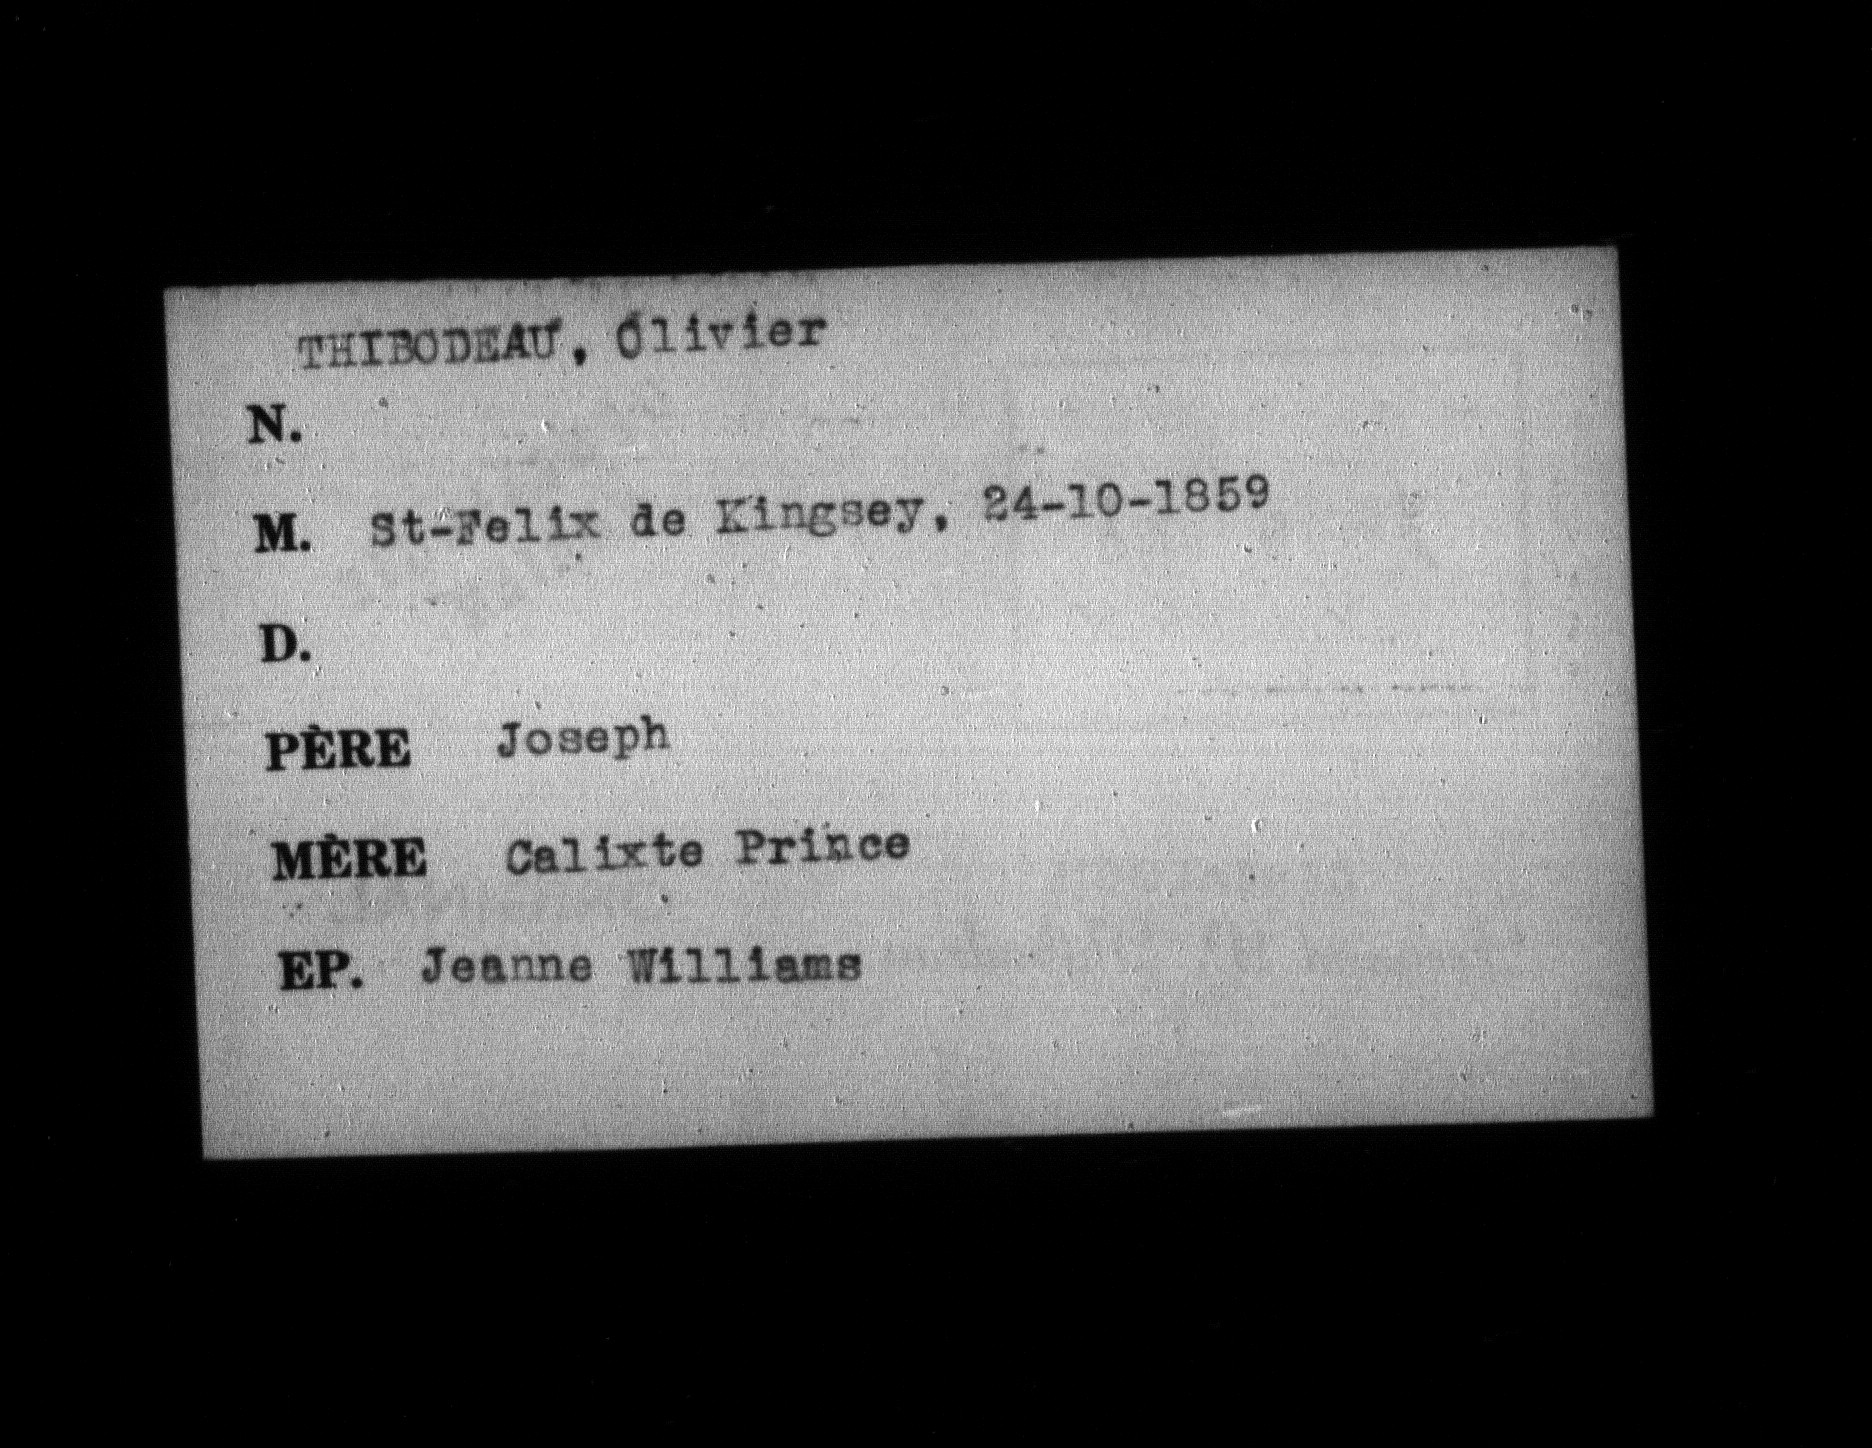 THIBODEAU, Olivier
N.
M. St-Felix de Kingsey, 24-10-1859
D.
PÈRE Joseph
MÈRE Calixte Prince
EP. Jeanne Williams